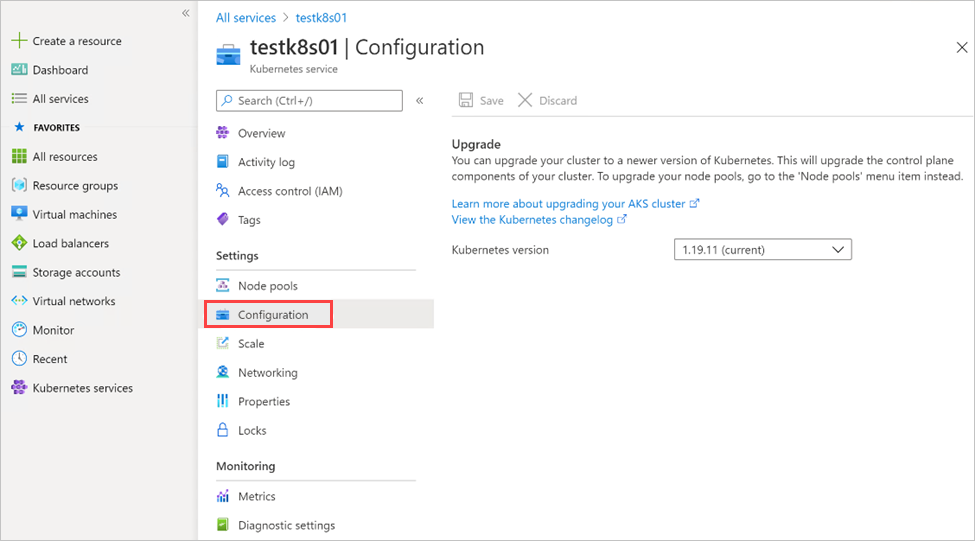 All services > testk8s01
Create a resource
Dashboard
All services
FAVORITES
All resources
Resource groups
Virtual machines
Load balancers
Storage accounts
Virtual networks
Monitor
Recent
Kubernetes services
testk8s01 | Configuration
Kubernetes service
Search (Ctrl+/)
Overview
Activity log
Access control (IAM)
Tags
Settings
Node pools
Configuration
Scale
Networking
Properties
Locks
Monitoring
Metrics
Diagnostic settings
Save Discard
Upgrade
You can upgrade your cluster to a newer version of Kubernetes. This will upgrade the control plane
components of your cluster. To upgrade your node pools, go to the 'Node pools' menu item instead.
Learn more about upgrading your AKS cluster
View the Kubernetes changelog
Kubernetes version 1.19.11 (current)